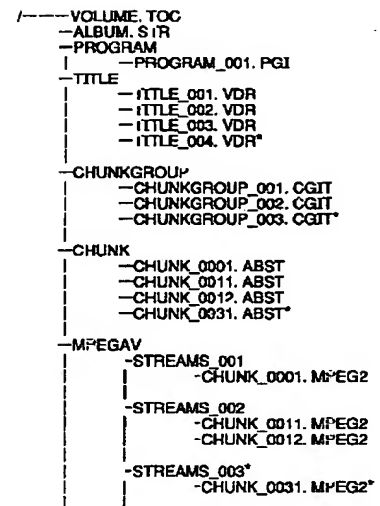 /----VOLUME. TOC
—ALBUM. STR
—PROGRAM
—PROGRAM_001. PGI
—TITLE
—TITLE_001. VDR
—TITLE_002. VDR
—TITLE_003. VDR
—TITLE_004. VDR*
—CHUNKGROUP
—CHUNKGROUP_001. CGIT
—CHUNKGROUP_002. CGIT
—CHUNKGROUP_003. CGIT*
—CHUNK
—CHUNK_0001. ABST
—CHUNK_0011. ABST
—CHUNK_0012. ABST
—CHUNK_0031. ABST*
—MPEGAV
-STREAMS_001
-CHUNK_0001. MPEG2
-STREAMS_002
-CHUNK_0011. MPEG2
-CHUNK_0012. MPEG2
-STREAMS_003*
-CHUNK_0031. MPEG2*